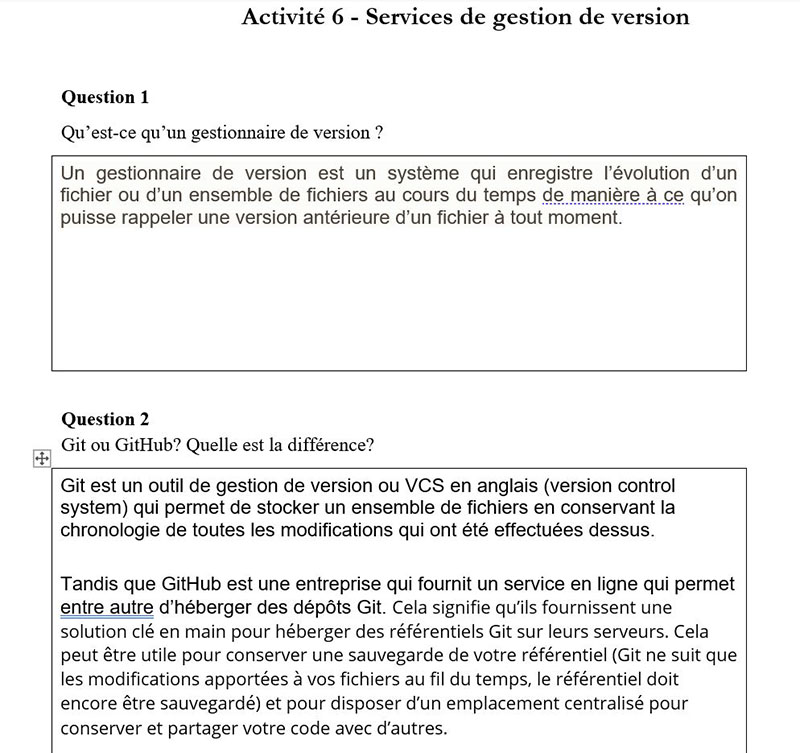 Activité 6 - Services de gestion de version
Question 1
Qu’est-ce qu’un gestionnaire de version ?
Un gestionnaire de version est un système qui enregistre l’évolution d’un
fichier ou d’un ensemble de fichiers au cours du temps de manière à ce qu’on
puisse rappeler une version antérieure d’un fichier à tout moment.
Question 2
Git ou GitHub? Quelle est la différence?
Git est un outil de gestion de version ou VCS en anglais (version control
system) qui permet de stocker un ensemble de fichiers en conservant la
chronologie de toutes les modifications qui ont été effectuées dessus.
Tandis que GitHub est une entreprise qui fournit un service en ligne qui permet
entre autre d’héberger des dépôts Git. Cela signifie qu’ils fournissent une
solution clé en main pour héberger des référentiels Git sur leurs serveurs. Cela
peut être utile pour conserver une sauvegarde de votre référentiel (Git ne suit que
les modifications apportées à vos fichiers au fil du temps, le référentiel doit
encore être sauvegardé) et pour disposer d’un emplacement centralisé pour
conserver et partager votre code avec d’autres.